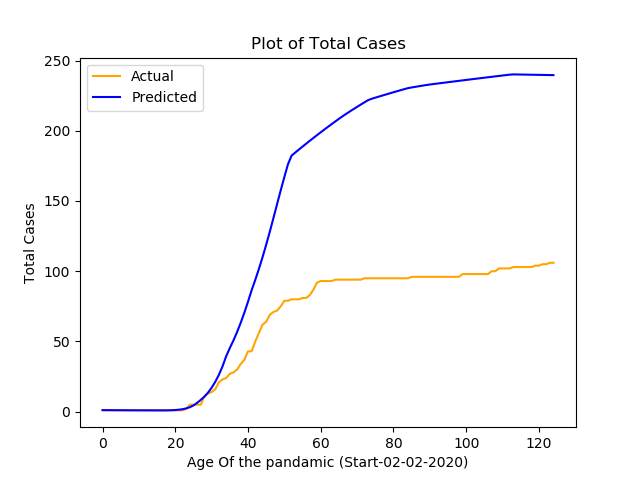 Plot of Total Cases
Actual
Predicted
250
200
150
100
50
0
Total Cases
0 20 40 60 80 100 120
Age Of the pandamic (Start-02-02-2020)